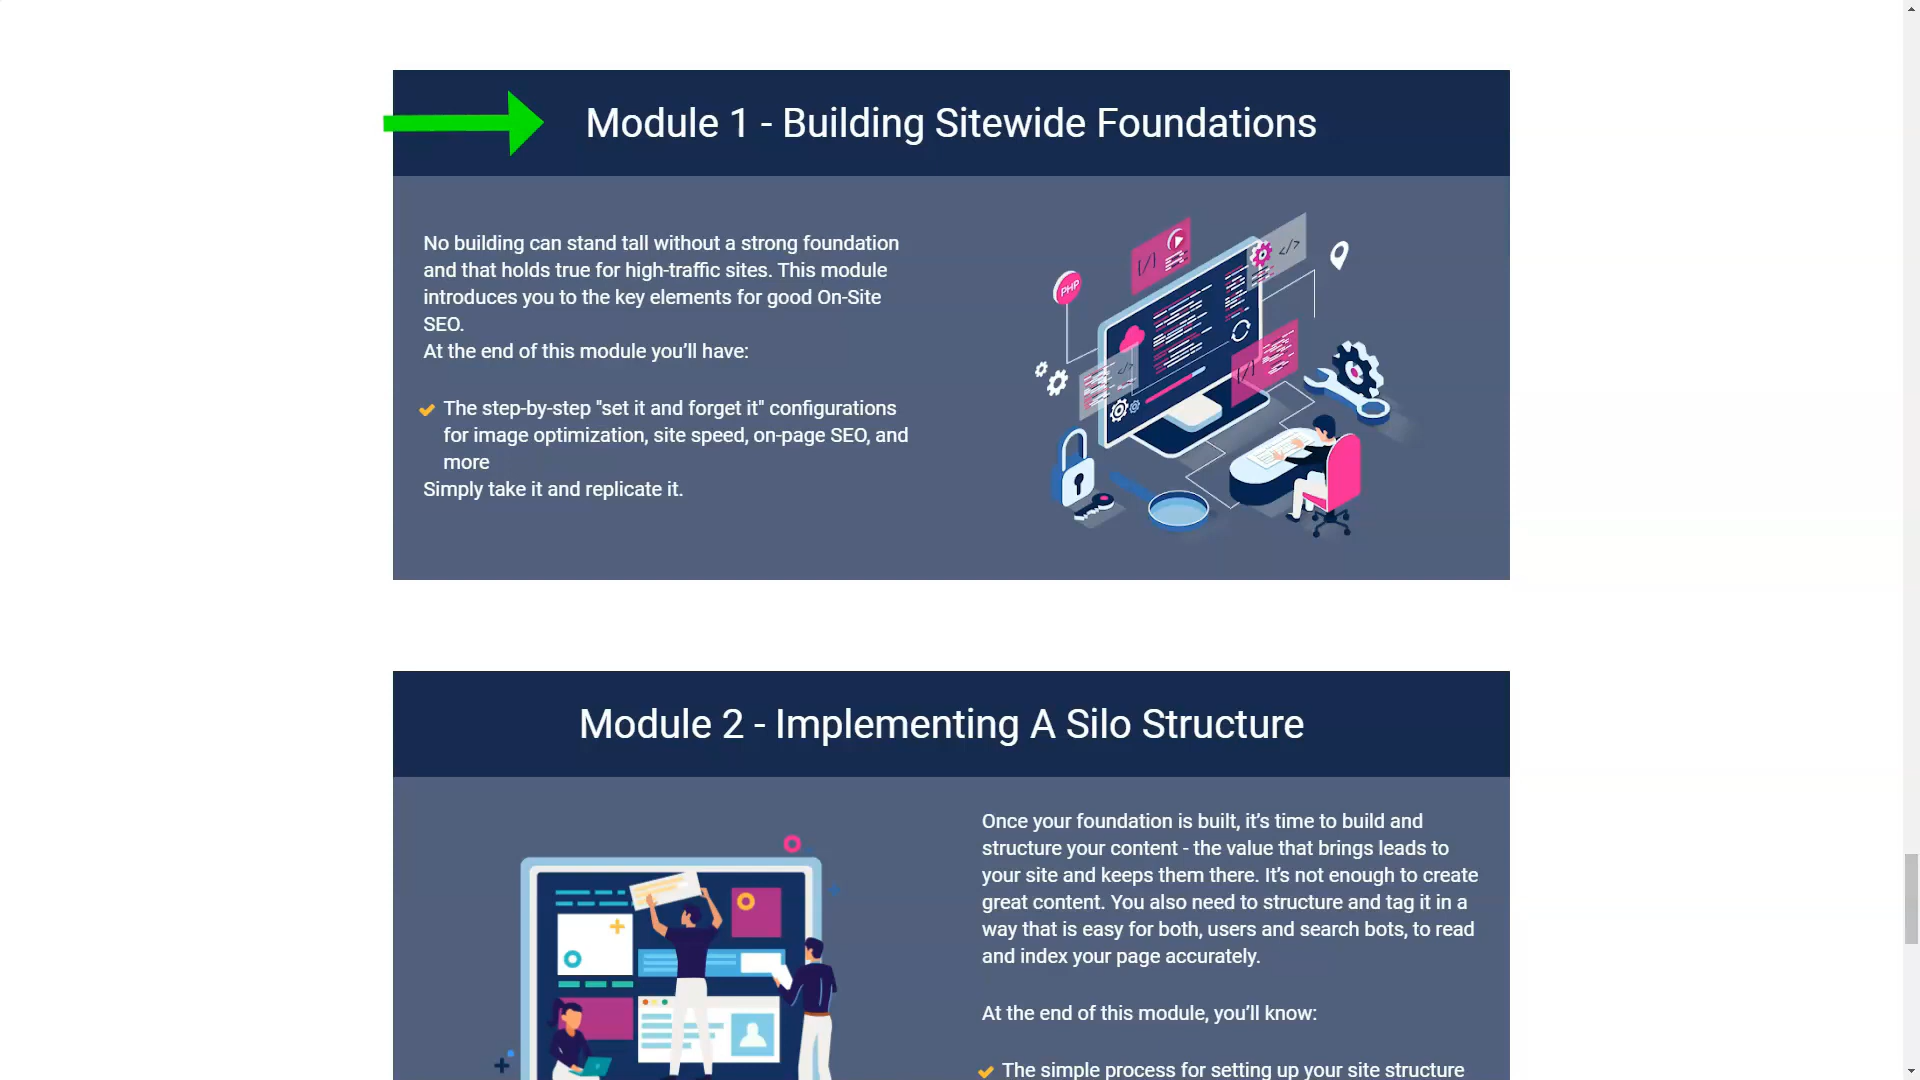 Module 1 - Building Sitewide Foundations
No building can stand tall without a strong foundation
and that holds true for high-traffic sites. This module
introduces you to the key elements for good On-Site
SEO.
At the end of this module you’ll have:
The step-by-step "set it and forget it" configurations
for image optimization, site speed, on-page SEO, and
more
Simply take it and replicate it.
PHP
</>
Module 2 - Implementing A Silo Structure
Once your foundation is built, it’s time to build and
structure your content - the value that brings leads to
your site and keeps them there. It’s not enough to create
great content. You also need to structure and tag it in a
way that is easy for both, users and search bots, to read
and index your page accurately.
At the end of this module, you’ll know:
The simple process for setting up your site structure